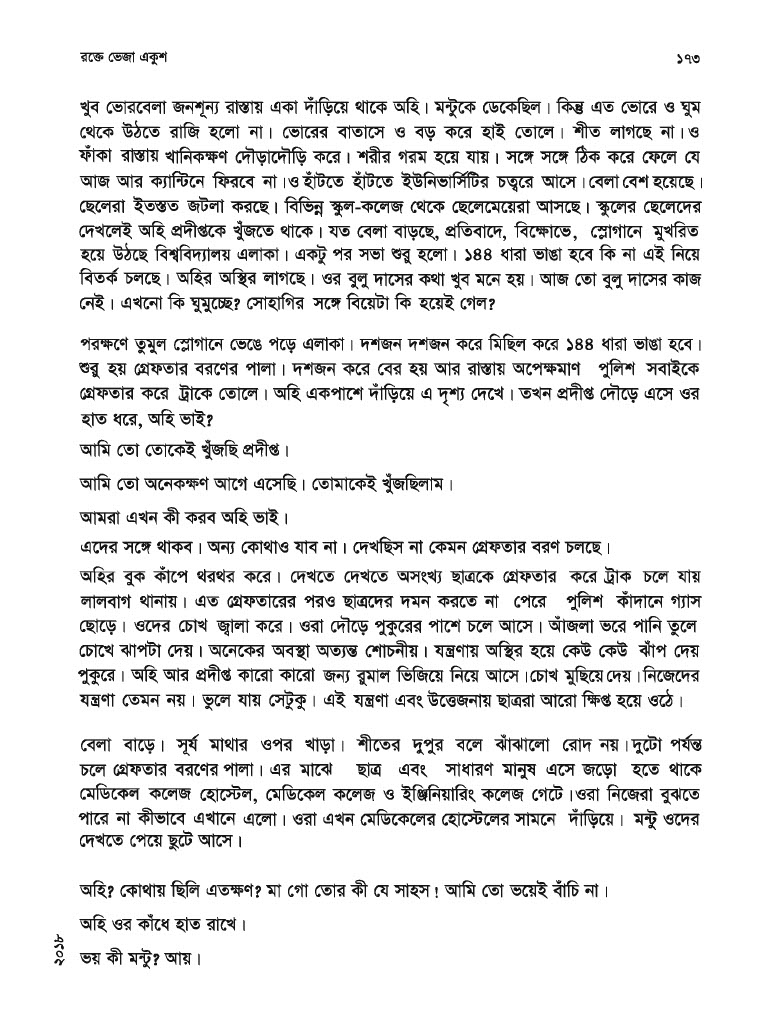 রক্তে ভেজা একুশ ১৭৩
খুব ভোরবেলা জনশূন্য রাস্তায় একা দাঁড়িয়ে থাকে অহি। মন্টুকে ডেকেছিল। কিন্তু এত ভোরে ও ঘুম
থেকে উঠতে রাজি হলো না। ভোরের বাতাসে ও বড় করে হাই তোলে। শীত লাগছে না। ও
ফাঁকা রাস্তায় খানিকক্ষণ দৌড়াদৌড়ি করে। শরীর গরম হয়ে যায়। সঙ্গে সঙ্গে ঠিক করে ফেলে যে
আজ আর ক্যান্টিনে ফিরবে না। ও হাঁটতে হাঁটতে ইউনিভার্সিটির চত্বরে আসে। বেলা বেশ হয়েছে।
ছেলেরা ইতস্তত জটলা করছে। বিভিন্ন স্কুল-কলেজ থেকে ছেলেমেয়েরা আসছে। স্কুলের ছেলেদের
দেখলেই অহি প্রদীপ্তকে খুঁজতে থাকে। যত বেলা বাড়ছে, প্রতিবাদে, বিক্ষোভে, স্লোগানে মুখরিত
হয়ে উঠছে বিশ্ববিদ্যালয় এলাকা। একটু পর সভা শুরু হলো। ১৪৪ ধারা ভাঙা হবে কি না এই নিয়ে
বিতর্ক চলছে। অহির অস্থির লাগছে। ওর বুলু দাসের কথা খুব মনে হয়। আজ তো বুলু দাসের কাজ
নেই। এখনো কি ঘুমুচ্ছে? সোহাগির সঙ্গে বিয়েটা কি হয়েই গেল?
পরক্ষণে তুমুল স্লোগানে ভেঙে পড়ে এলাকা। দশজন দশজন করে মিছিল করে ১৪৪ ধারা ভাঙা হবে।
শুরু হয় গ্রেফতার বরণের পালা। দশজন করে বের হয় আর রাস্তায় অপেক্ষমাণ পুলিশ সবাইকে
গ্রেফতার করে ট্রাকে তোলে। অহি একপাশে দাঁড়িয়ে এ দৃশ্য দেখে। তখন প্রদীপ্ত দৌড়ে এসে ওর
হাত ধরে, অহি ভাই?
আমি তো তোকেই খুঁজছি প্রদীপ্ত।
আমি তো অনেকক্ষণ আগে এসেছি। তোমাকেই খুঁজছিলাম।
আমরা এখন কী করব অহি ভাই।
এদের সঙ্গে থাকব। অন্য কোথাও যাব না। দেখছিস না কেমন গ্রেফতার বরণ চলছে।
অহির বুক কাঁপে থরথর করে। দেখতে দেখতে অসংখ্য ছাত্রকে গ্রেফতার করে ট্রাক চলে যায়
লালবাগ থানায়। এত গ্রেফতারের পরও ছাত্রদের দমন করতে না পেরে পুলিশ কাঁদানে গ্যাস
ছোড়ে। ওদের চোখ জ্বালা করে। ওরা দৌড়ে পুকুরের পাশে চলে আসে। আঁজলা ভরে পানি তুলে
চোখে ঝাপটা দেয়। অনেকের অবস্থা অত্যন্ত শোচনীয়। যন্ত্রণায় অস্থির হয়ে কেউ কেউ ঝাঁপ দেয়
পুকুরে। অহি আর প্রদীপ্ত কারো কারো জন্য রুমাল ভিজিয়ে নিয়ে আসে। চোখ মুছিয়ে দেয়। নিজেদের
যন্ত্রণা তেমন নয়। ভুলে যায় সেটুকু। এই যন্ত্রণা এবং উত্তেজনায় ছাত্ররা আরো ক্ষিপ্ত হয়ে ওঠে।
বেলা বাড়ে। সূর্য মাথার ওপর খাড়া। শীতের দুপুর বলে ঝাঁঝালো রোদ নয়। দুটো পর্যন্ত
চলে গ্রেফতার বরণের পালা। এর মাঝে ছাত্র এবং সাধারণ মানুষ এসে জড়ো হতে থাকে
মেডিকেল কলেজ হোস্টেল, মেডিকেল কলেজ ও ইঞ্জিনিয়ারিং কলেজ গেটে। ওরা নিজেরা বুঝতে
পারে না কীভাবে এখানে এলো। ওরা এখন মেডিকেলের হোস্টেলের সামনে দাঁড়িয়ে। মন্টু ওদের
দেখতে পেয়ে ছুটে আসে।
অহি? কোথায় ছিলি এতক্ষণ? মা গো তোর কী যে সাহস! আমি তো ভয়েই বাঁচি না।
অহি ওর কাঁধে হাত রাখে।
ভয় কী মন্টু? আয়।
২০১৮